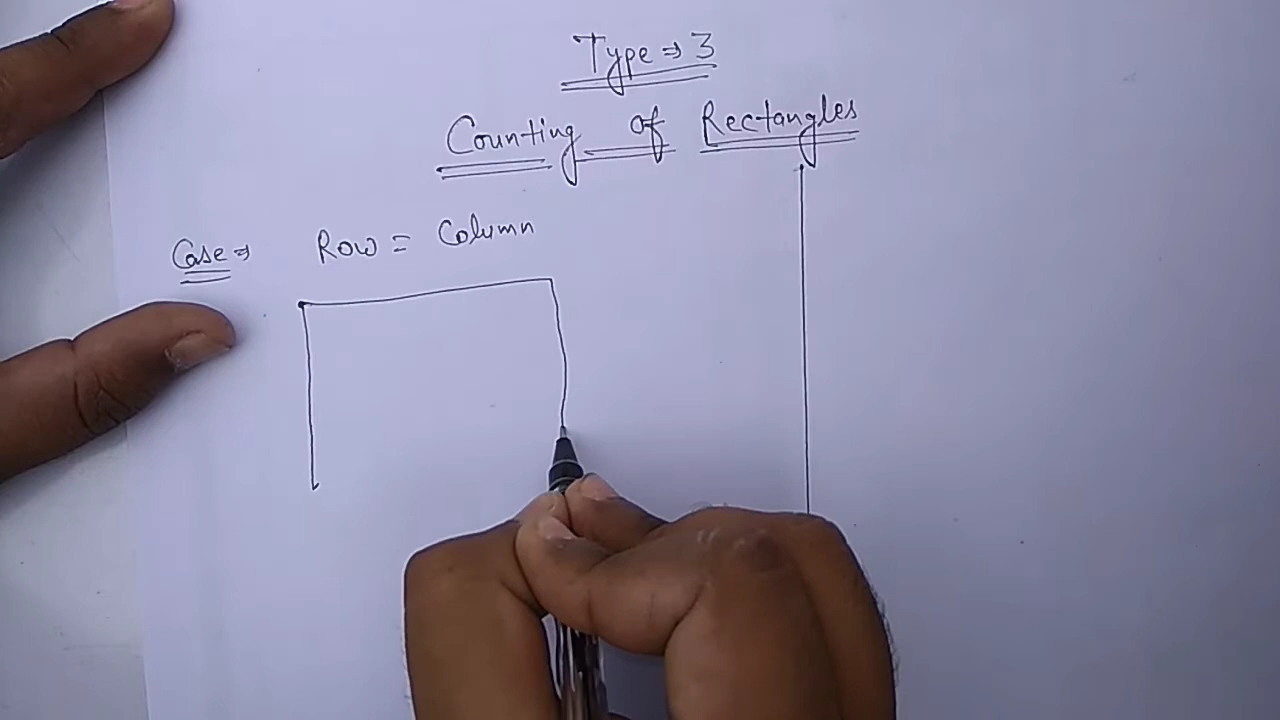 Type ⇒ 3
Counting of Rectangles
Case ⇒ Row = Column